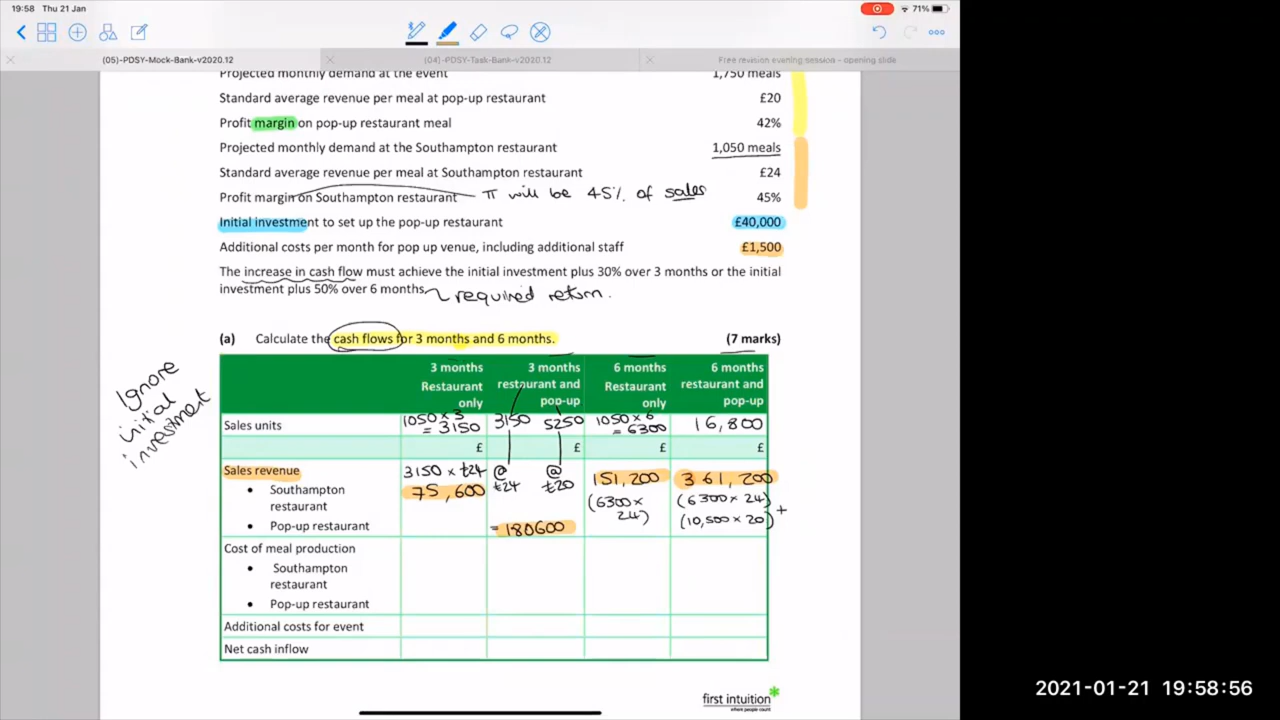 19:58 Thu 21 Jan
71%
(05)-PDSY-Mock-Bank-v2020.12
(04)-PDSY-Task-Bank-v2020.12
Free revision evening session - opening slide
Projected monthly demand at the event 1,750 meals
Standard average revenue per meal at pop-up restaurant £20
Profit margin on pop-up restaurant meal 42%
Projected monthly demand at the Southampton restaurant 1,050 meals
Standard average revenue per meal at Southampton restaurant £24
Profit margin on Southampton restaurant π will be 45% of sales 45%
Initial investment to set up the pop-up restaurant £40,000
Additional costs per month for pop up venue, including additional staff £1,500
The increase in cash flow must achieve the initial investment plus 30% over 3 months or the initial
investment plus 50% over 6 months. required return.
(a) Calculate the cash flows for 3 months and 6 months. (7 marks)
Ignore
initial
investment
3 months
Restaurant
only
3 months
restaurant and
pop-up
6 months
Restaurant
only
6 months
restaurant and
pop-up
Sales units
1050 × 3
= 3150
3150 5250
1050 × 6
= 6300
16,800
£ £ £ £
Sales revenue
• Southampton
restaurant
• Pop-up restaurant
3150 × £24
75,600
@
£24
@
£20
= 180600
151,200
(6300 ×
24)
361,200
(6300 × 24) +
(10,500 × 20)
Cost of meal production
• Southampton
restaurant
• Pop-up restaurant
Additional costs for event
Net cash inflow
first intuition
where people count
2021-01-21 19:58:56